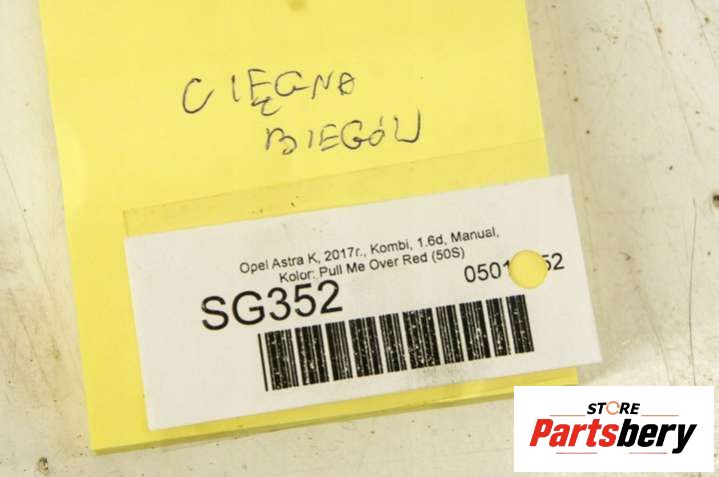 CIĘGNA
BIEGÓW
Opel Astra K, 2017r., Kombi, 1.6d, Manual,
Kolor: Pull Me Over Red (50S)
SG352
STORE
Partsbery